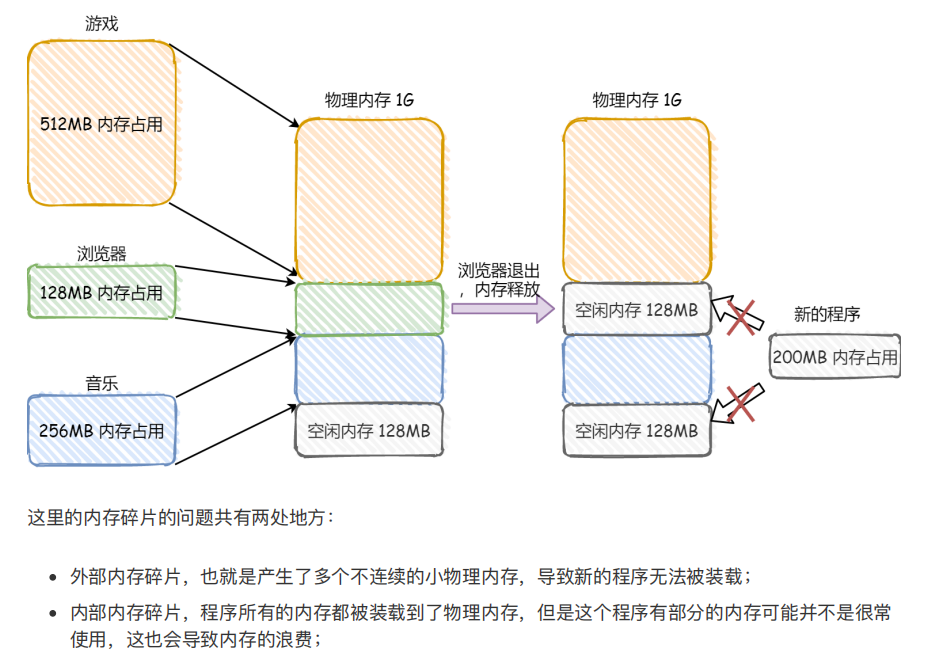 游戏
512MB 内存占用
浏览器
128MB 内存占用
音乐
256MB 内存占用
物理内存 1G
空闲内存 128MB
浏览器退出
，内存释放
物理内存 1G
空闲内存 128MB
空闲内存 128MB
新的程序
200MB 内存占用
这里的内存碎片的问题共有两处地方：
• 外部内存碎片，也就是产生了多个不连续的小物理内存，导致新的程序无法被装载；
• 内部内存碎片，程序所有的内存都被装载到了物理内存，但是这个程序有部分的内存可能并不是很常
使用，这也会导致内存的浪费；